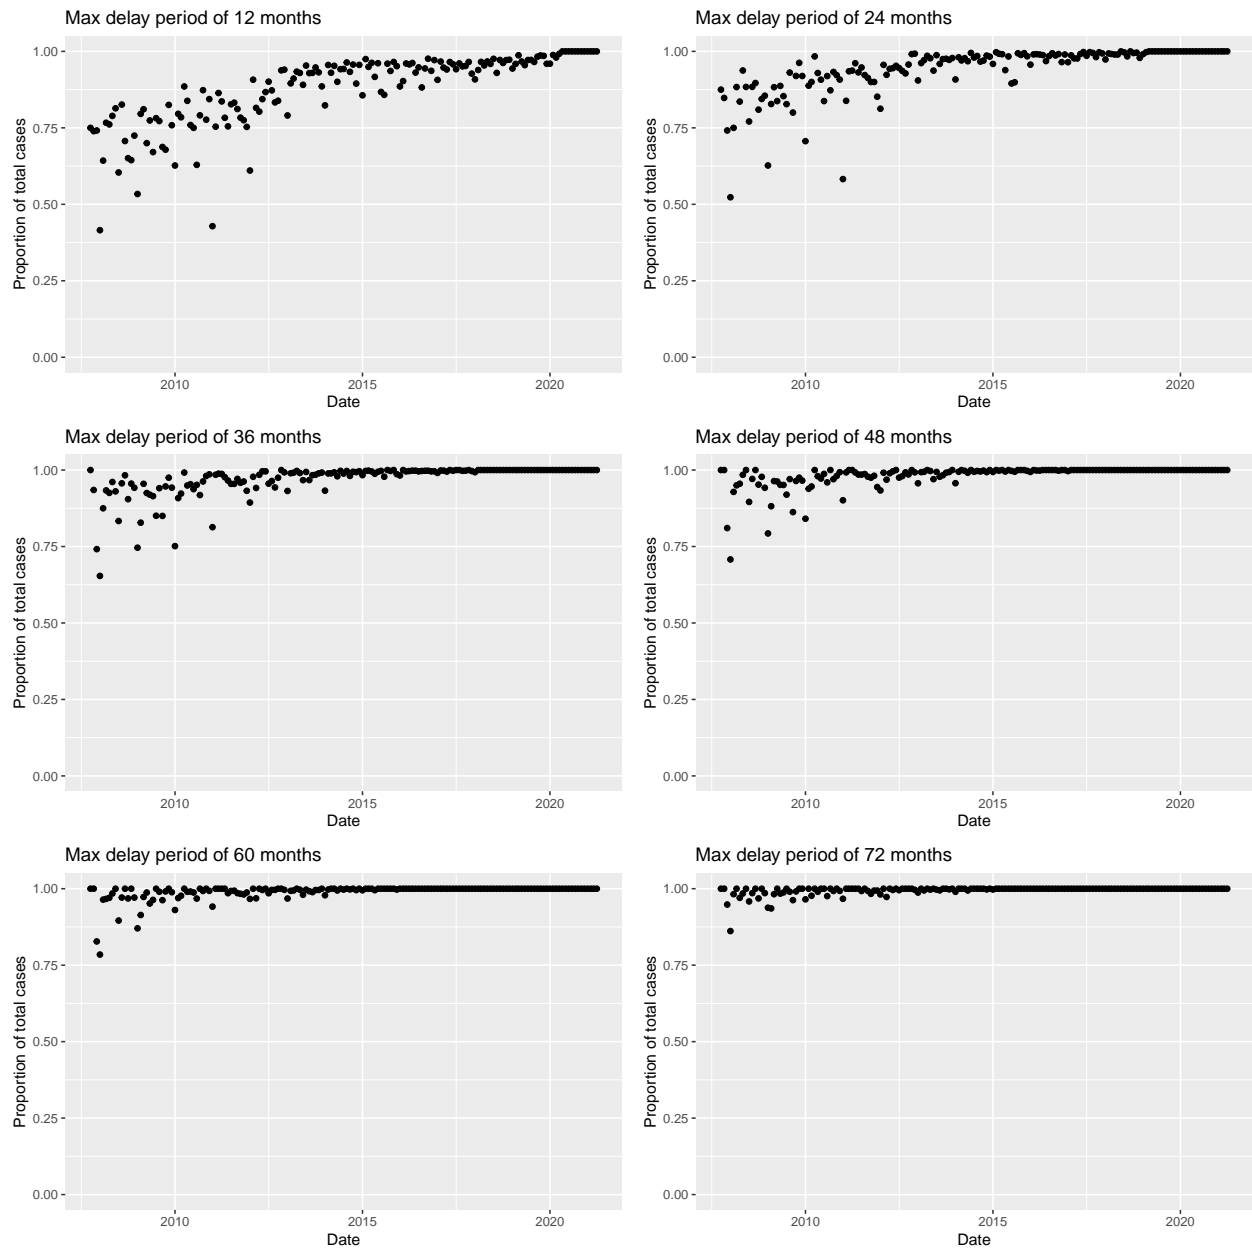 Max delay period of 12 months
Proportion of total cases
1.00
0.75
0.50
0.25
0.00
2010 2015 2020
Date
Max delay period of 24 months
Proportion of total cases
1.00
0.75
0.50
0.25
0.00
2010 2015 2020
Date
Max delay period of 36 months
Proportion of total cases
1.00
0.75
0.50
0.25
0.00
2010 2015 2020
Date
Max delay period of 48 months
Proportion of total cases
1.00
0.75
0.50
0.25
0.00
2010 2015 2020
Date
Max delay period of 60 months
Proportion of total cases
1.00
0.75
0.50
0.25
0.00
2010 2015 2020
Date
Max delay period of 72 months
Proportion of total cases
1.00
0.75
0.50
0.25
0.00
2010 2015 2020
Date